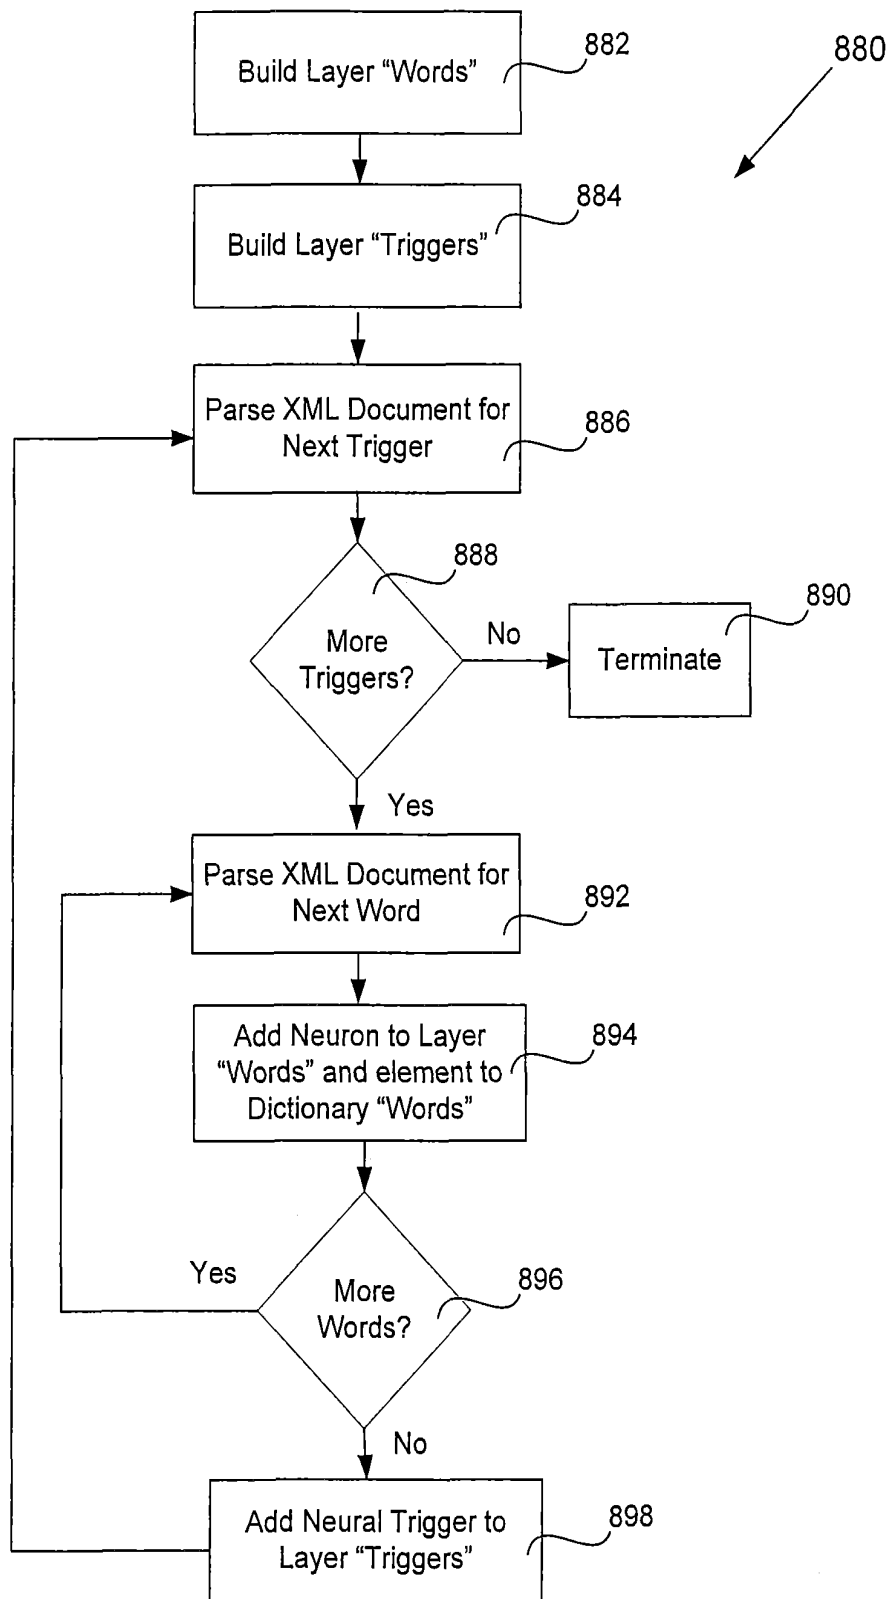 882
880
Build Layer “Words”
884
Build Layer “Triggers”
Parse XML Document for
Next Trigger
886
888
More
Triggers?
No
890
Terminate
Yes
Parse XML Document for
Next Word
892
Add Neuron to Layer
“Words” and element to
Dictionary “Words”
894
Yes
More
Words?
896
No
Add Neural Trigger to
Layer “Triggers”
898